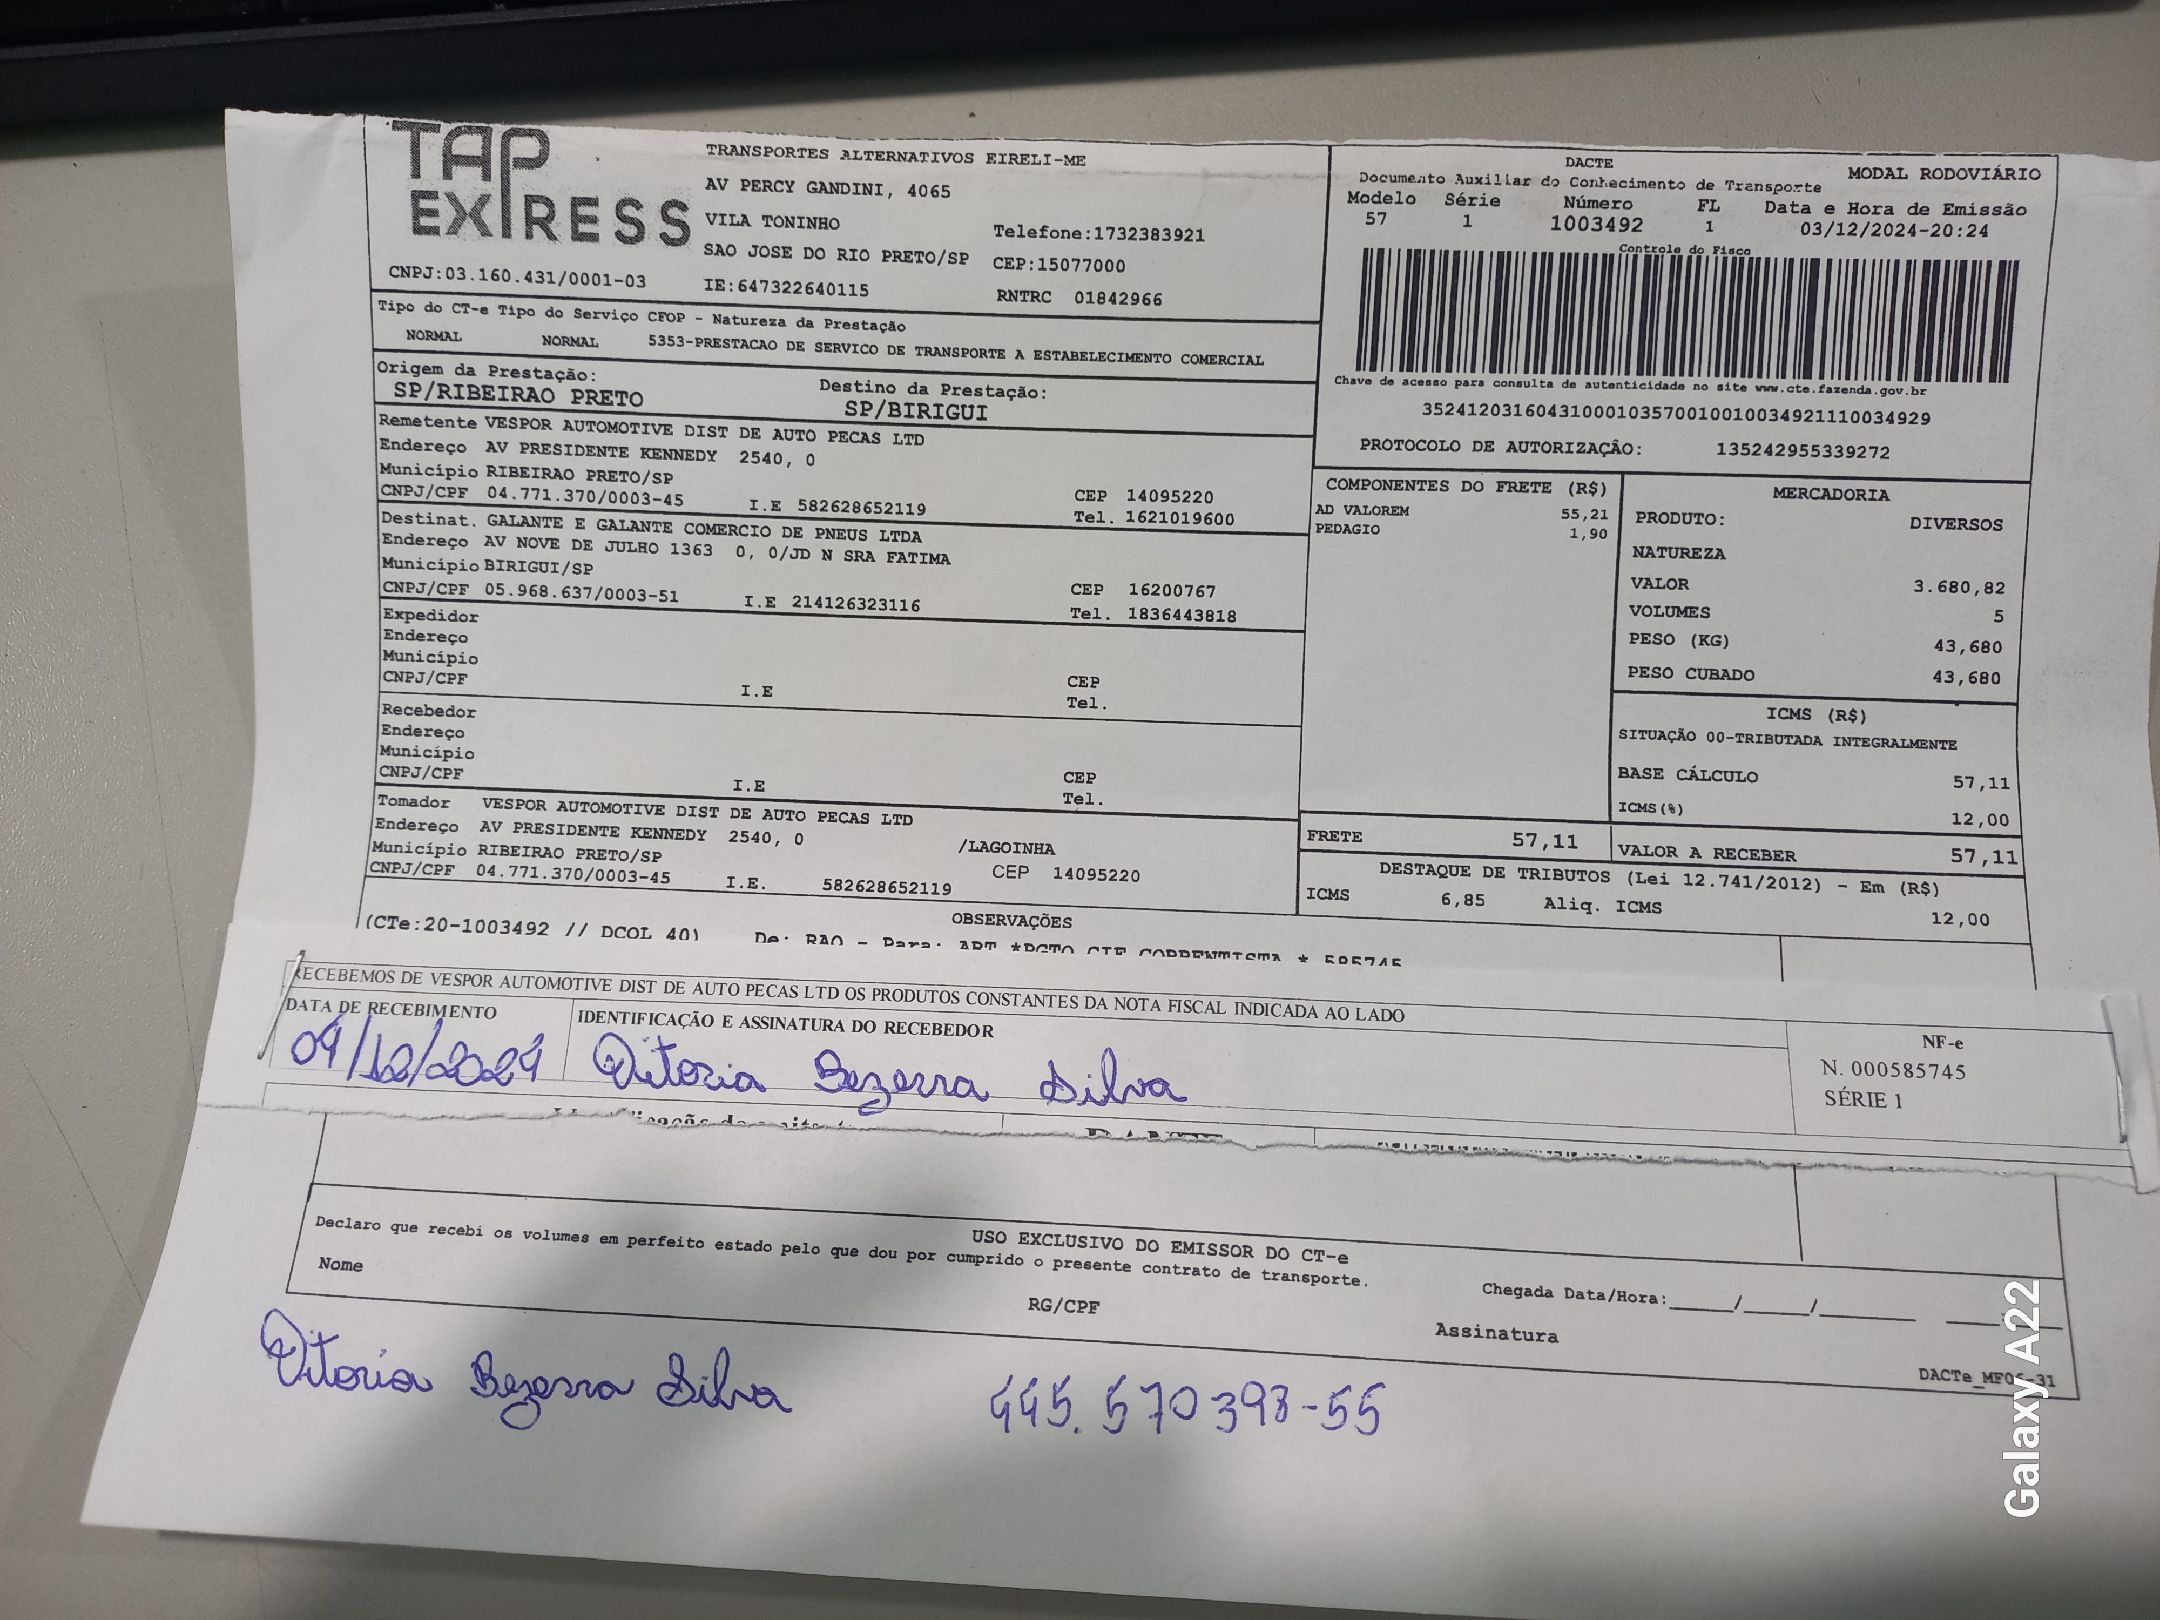 TAP EXPRESS
TRANSPORTES ALTERNATIVOS EIRELI-ME
AV PERCY GANDINI, 4065
VILA TONINHO Telefone:1732383921
SAO JOSE DO RIO PRETO/SP CEP:15077000
CNPJ:03.160.431/0001-03 IE:647322640115 RNTRC 01842966
DACTE MODAL RODOVIÁRIO
Documento Auxiliar do Conhecimento de Transporte
Modelo Série Número FL Data e Hora de Emissão
57 1 1003492 1 03/12/2024-20:24
Controle do Fisco
Chave de acesso para consulta de autenticidade no site www.cte.fazenda.gov.br
35241203160431000103570010010034921110034929
PROTOCOLO DE AUTORIZAÇÃO: 135242955339272
Tipo do CT-e Tipo do Serviço CFOP - Natureza da Prestação
NORMAL NORMAL 5353-PRESTACAO DE SERVICO DE TRANSPORTE A ESTABELECIMENTO COMERCIAL
Origem da Prestação: Destino da Prestação:
SP/RIBEIRAO PRETO SP/BIRIGUI
Remetente VESPOR AUTOMOTIVE DIST DE AUTO PECAS LTD
Endereço AV PRESIDENTE KENNEDY 2540, 0
Município RIBEIRAO PRETO/SP CEP 14095220
CNPJ/CPF 04.771.370/0003-45 I.E 582628652119 Tel. 1621019600
Destinat. GALANTE E GALANTE COMERCIO DE PNEUS LTDA
Endereço AV NOVE DE JULHO 1363 0, 0/JD N SRA FATIMA
Município BIRIGUI/SP CEP 16200767
CNPJ/CPF 05.968.637/0003-51 I.E 214126323116 Tel. 1836443818
Expedidor
Endereço
Município CEP
CNPJ/CPF I.E Tel.
Recebedor
Endereço
Município CEP
CNPJ/CPF I.E Tel.
Tomador VESPOR AUTOMOTIVE DIST DE AUTO PECAS LTD
Endereço AV PRESIDENTE KENNEDY 2540, 0 /LAGOINHA
Município RIBEIRAO PRETO/SP CEP 14095220
CNPJ/CPF 04.771.370/0003-45 I.E. 582628652119
COMPONENTES DO FRETE (R$)
AD VALOREM 55,21
PEDAGIO 1,90
MERCADORIA
PRODUTO: DIVERSOS
NATUREZA
VALOR 3.680,82
VOLUMES 5
PESO (KG) 43,680
PESO CUBADO 43,680
ICMS (R$)
SITUAÇÃO 00-TRIBUTADA INTEGRALMENTE
BASE CÁLCULO 57,11
ICMS(%) 12,00
FRETE 57,11 VALOR A RECEBER 57,11
DESTAQUE DE TRIBUTOS (Lei 12.741/2012) - Em (R$)
ICMS 6,85 Aliq. ICMS 12,00
OBSERVAÇÕES
(CTe:20-1003492 // DCOL 40) De: RAO - Para: *PGTO CIF CORRENTISTA * 585745
RECEBEMOS DE VESPOR AUTOMOTIVE DIST DE AUTO PECAS LTD OS PRODUTOS CONSTANTES DA NOTA FISCAL INDICADA AO LADO
DATA DE RECEBIMENTO IDENTIFICAÇÃO E ASSINATURA DO RECEBEDOR
04/12/2024 Vitoria Bezerra Silva
NF-e
N. 000585745
SÉRIE 1
USO EXCLUSIVO DO EMISSOR DO CT-e
Declaro que recebi os volumes em perfeito estado pelo que dou por cumprido o presente contrato de transporte.
Nome RG/CPF Chegada Data/Hora:_____/_____/________
Assinatura
Vitoria Bezerra Silva 445.570398-55
Galaxy A22